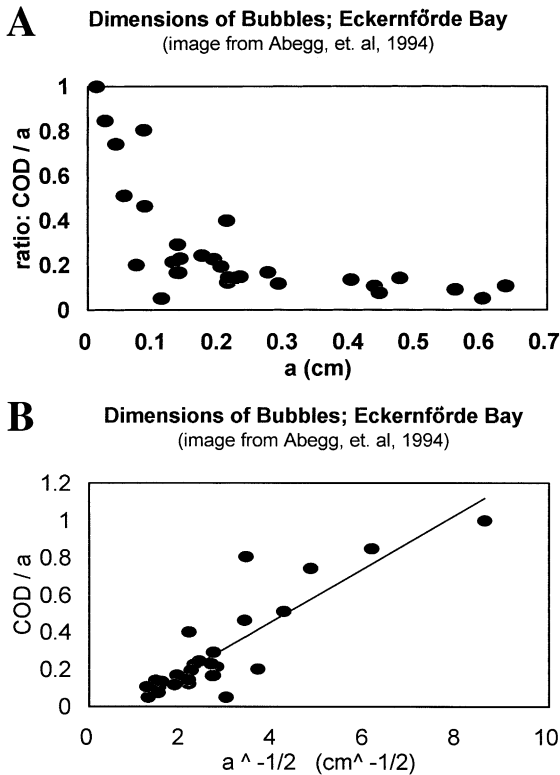 A
Dimensions of Bubbles; Eckernfőrde Bay
(image from Abegg, et. al, 1994)
1
0.8
0.6
0.4
0.2
0
ratio: COD / a
0 0.1 0.2 0.3 0.4 0.5 0.6 0.7
a (cm)
B
Dimensions of Bubbles; Eckernfőrde Bay
(image from Abegg, et. al, 1994)
1.2
1
0.8
0.6
0.4
0.2
0
COD / a
0 2 4 6 8 10
a ^ -1/2 (cm^ -1/2)